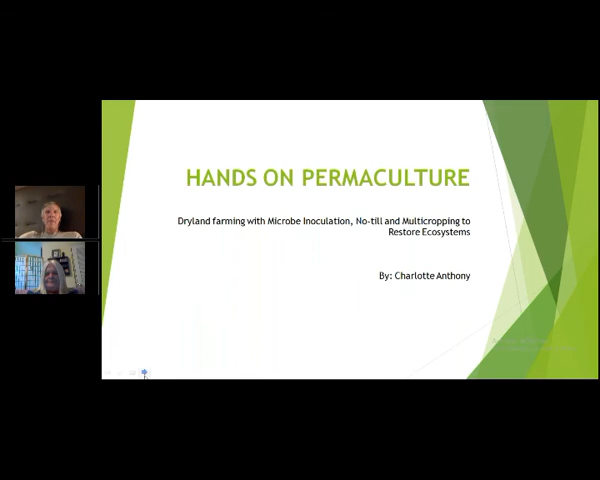 HANDS ON PERMACULTURE
Dryland farming with Microbe Inoculation, No-till and Multicropping to
Restore Ecosystems
By: Charlotte Anthony